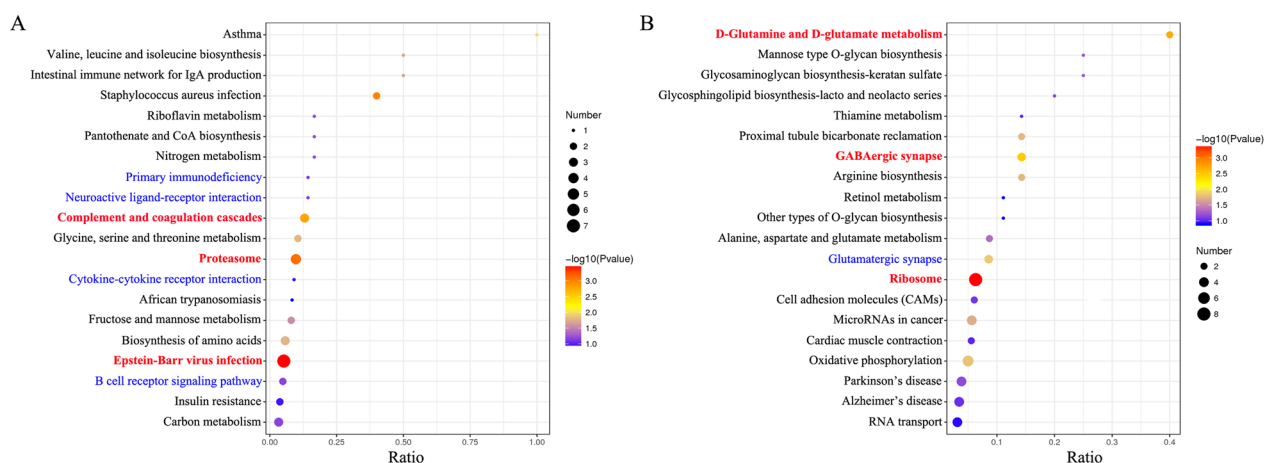 A
Asthma
Valine, leucine and isoleucine biosynthesis
Intestinal immune network for IgA production
Staphylococcus aureus infection
Riboflavin metabolism
Pantothenate and CoA biosynthesis
Nitrogen metabolism
Primary immunodeficiency
Neuroactive ligand-receptor interaction
Complement and coagulation cascades
Glycine, serine and threonine metabolism
Proteasome
Cytokine-cytokine receptor interaction
African trypanosomiasis
Fructose and mannose metabolism
Biosynthesis of amino acids
Epstein-Barr virus infection
B cell receptor signaling pathway
Insulin resistance
Carbon metabolism
0.00 0.25 0.50 0.75 1.00
Ratio
Number
1
2
3
4
5
6
7
−log10(Pvalue)
3.0
2.5
2.0
1.5
1.0
B
D-Glutamine and D-glutamate metabolism
Mannose type O-glycan biosynthesis
Glycosaminoglycan biosynthesis-keratan sulfate
Glycosphingolipid biosynthesis-lacto and neolacto series
Thiamine metabolism
Proximal tubule bicarbonate reclamation
GABAergic synapse
Arginine biosynthesis
Retinol metabolism
Other types of O-glycan biosynthesis
Alanine, aspartate and glutamate metabolism
Glutamatergic synapse
Ribosome
Cell adhesion molecules (CAMs)
MicroRNAs in cancer
Cardiac muscle contraction
Oxidative phosphorylation
Parkinson's disease
Alzheimer's disease
RNA transport
0.1 0.2 0.3 0.4
Ratio
−log10(Pvalue)
3.0
2.5
2.0
1.5
1.0
Number
2
4
6
8